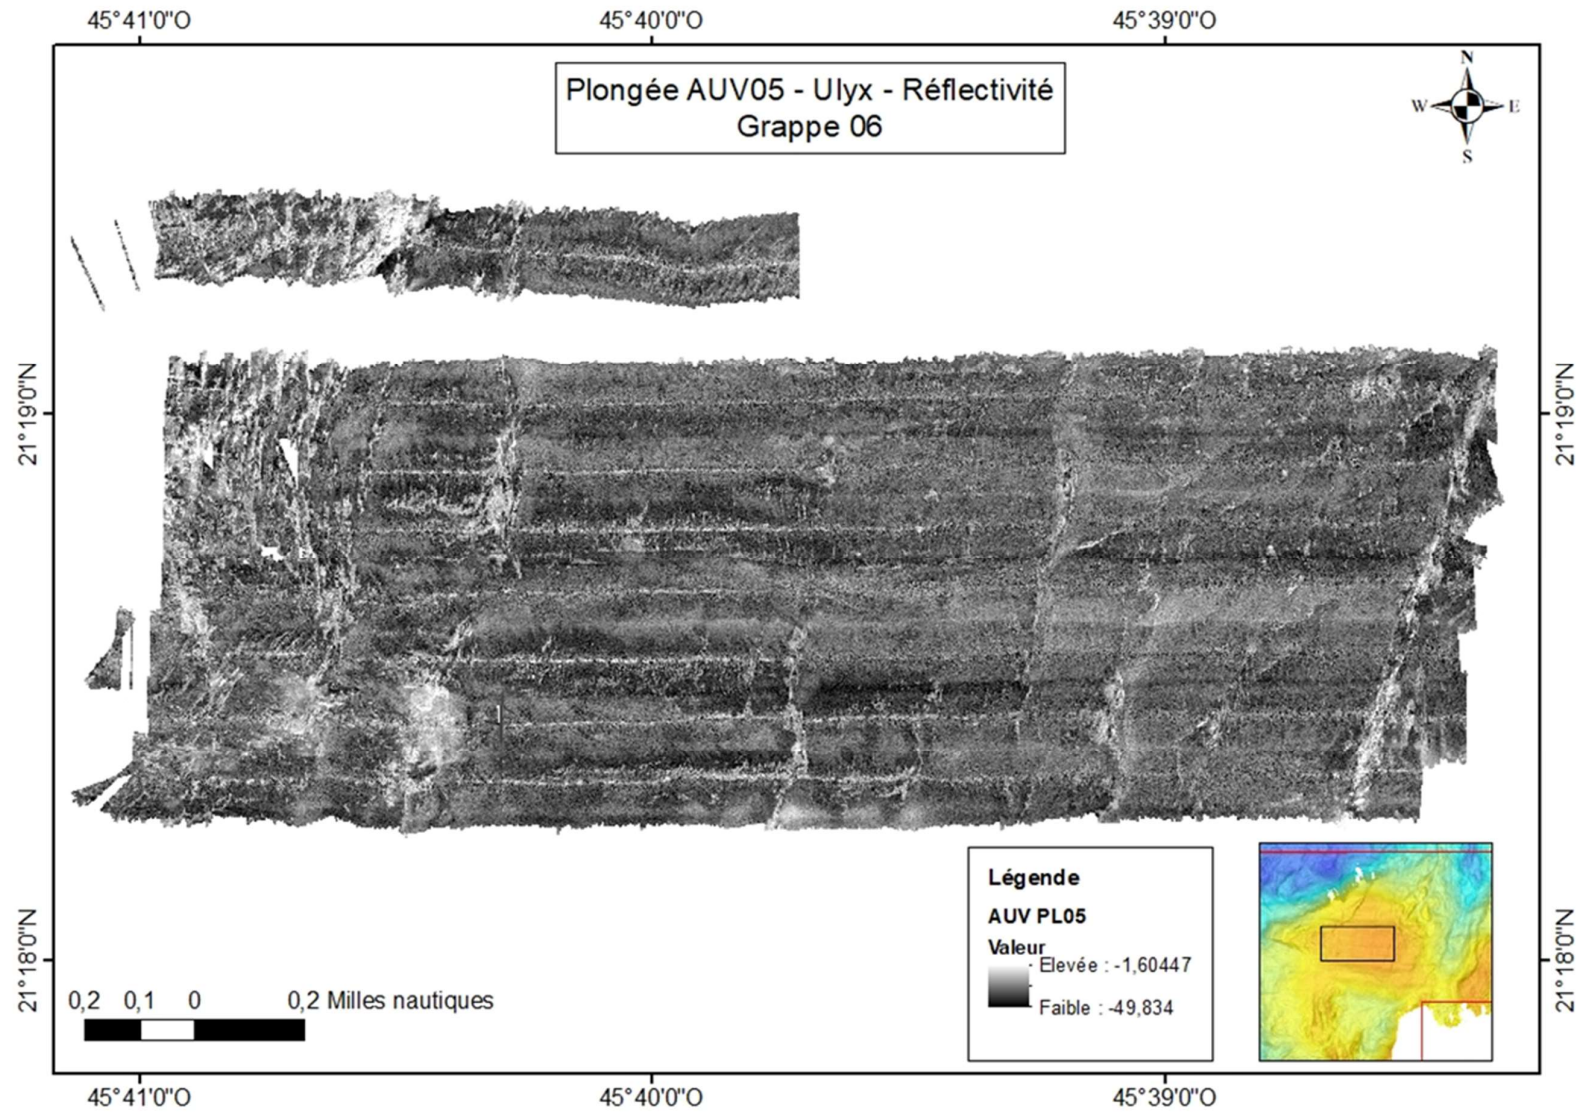 45°41'0"O 45°40'0"O 45°39'0"O
Plongée AUV05 - Ulyx - Réflectivité
Grappe 06
N
W E
S
21°19'0"N 21°19'0"N
21°18'0"N 21°18'0"N
Légende
AUV PL05
Valeur
Elevée : -1,60447
Faible : -49,834
0,2 0,1 0 0,2 Milles nautiques
45°41'0"O 45°40'0"O 45°39'0"O